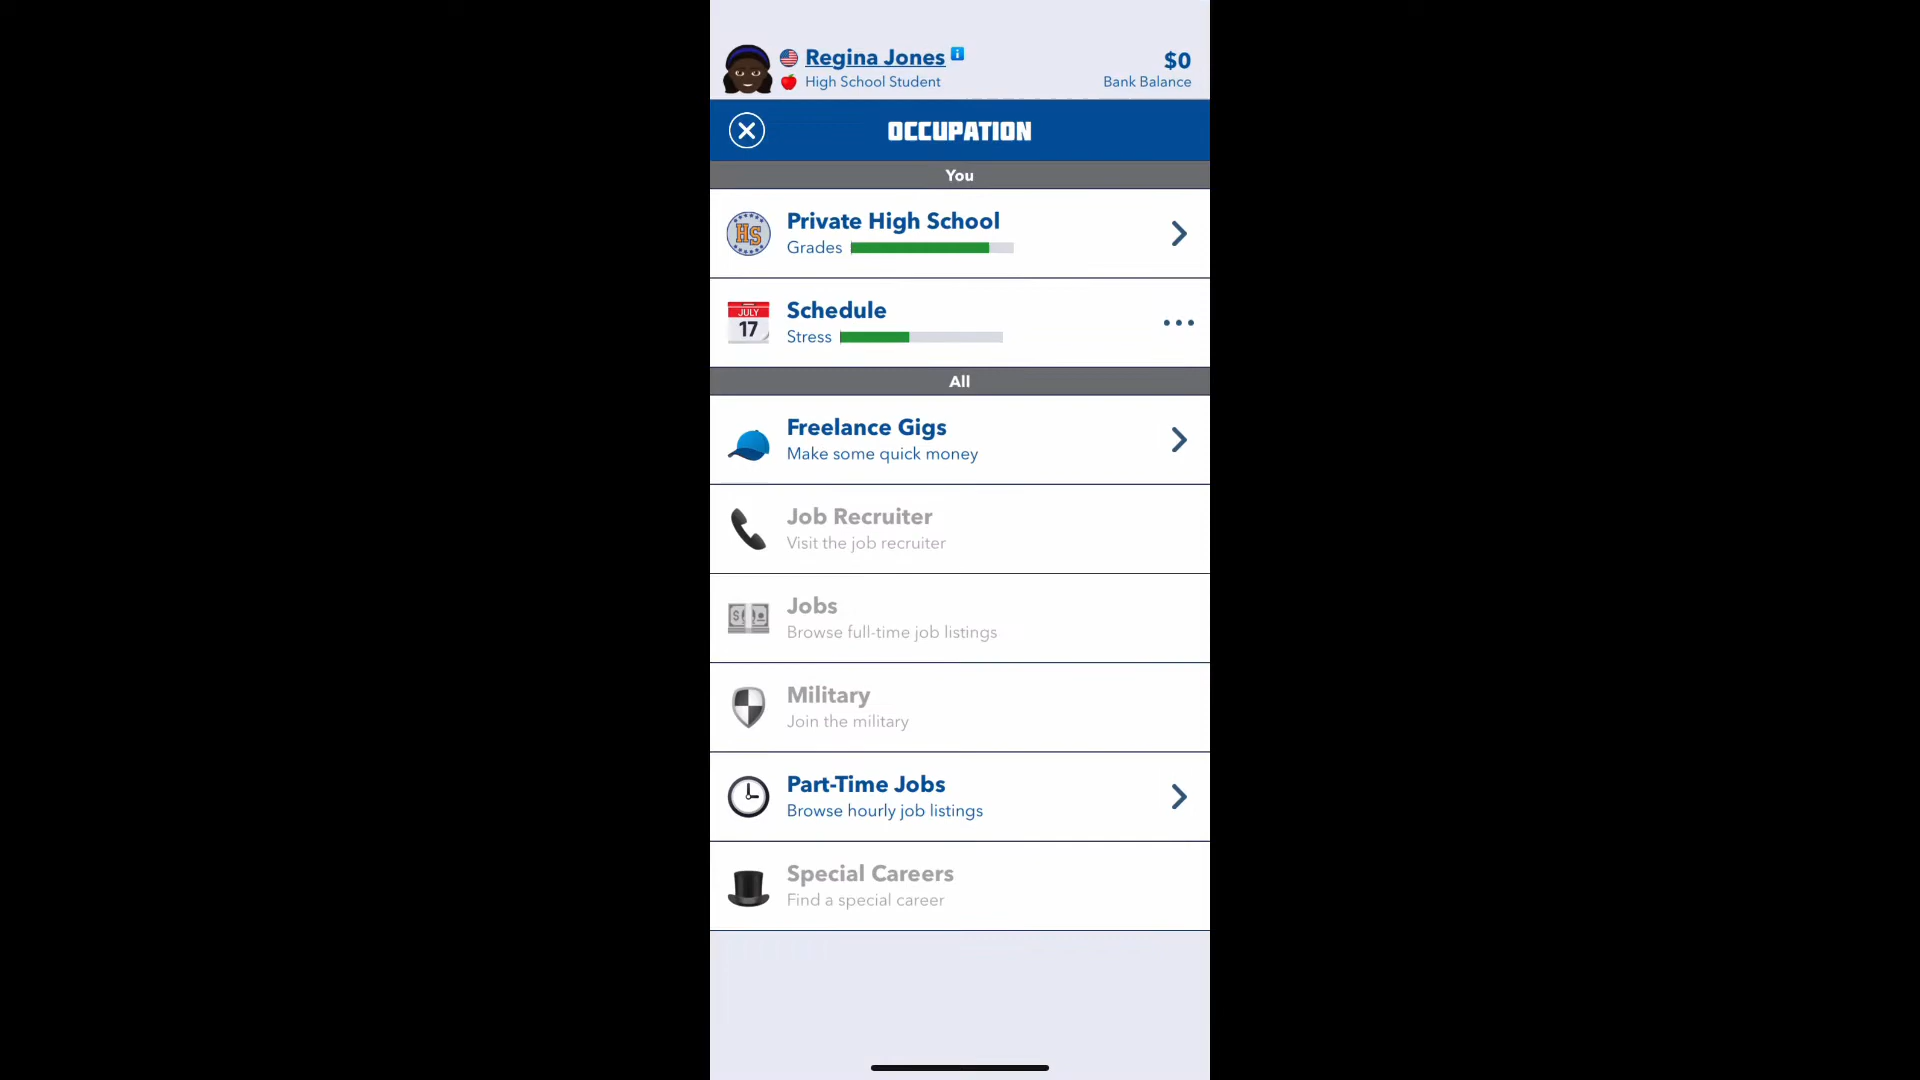 Regina Jones
High School Student
$0
Bank Balance
OCCUPATION
You
HS
Private High School
Grades
JULY
17
Schedule
Stress
All
Freelance Gigs
Make some quick money
Job Recruiter
Visit the job recruiter
Jobs
Browse full-time job listings
Military
Join the military
Part-Time Jobs
Browse hourly job listings
Special Careers
Find a special career